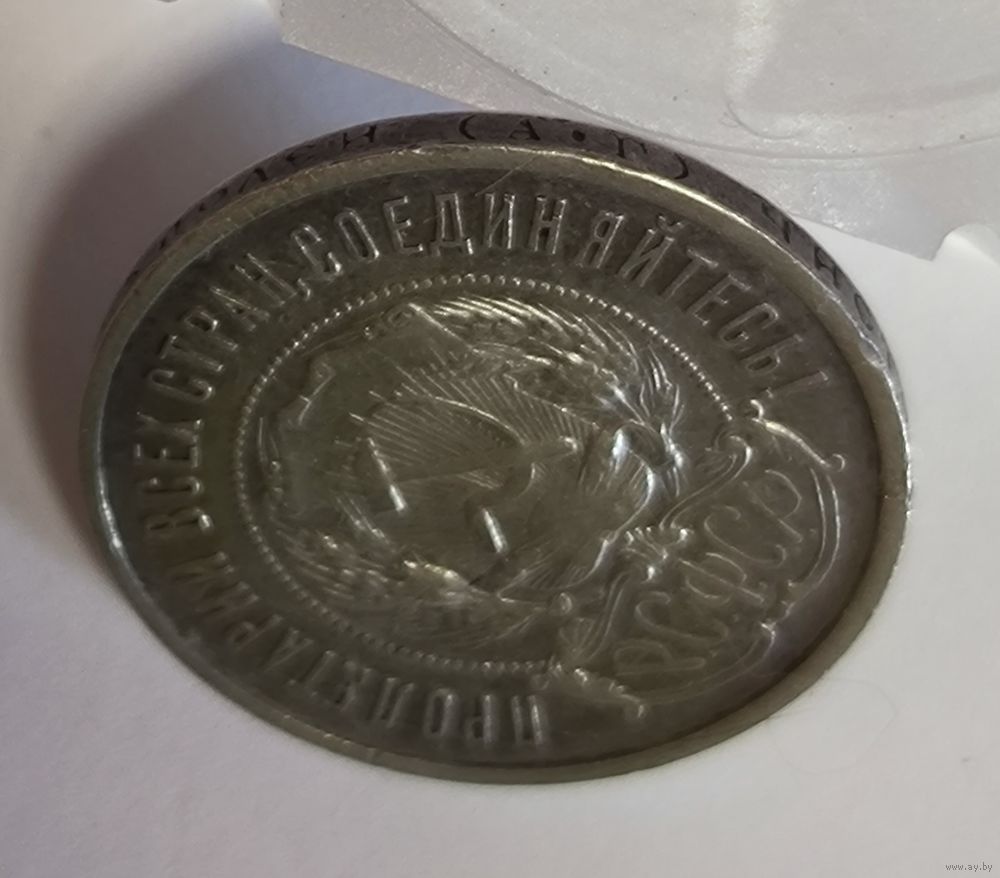 ПРОЛЕТАРИИ ВСЕХ СТРАН, СОЕДИНЯЙТЕСЬ!
Р.С.Ф.С.Р.
(А·Г)
www.ay.by